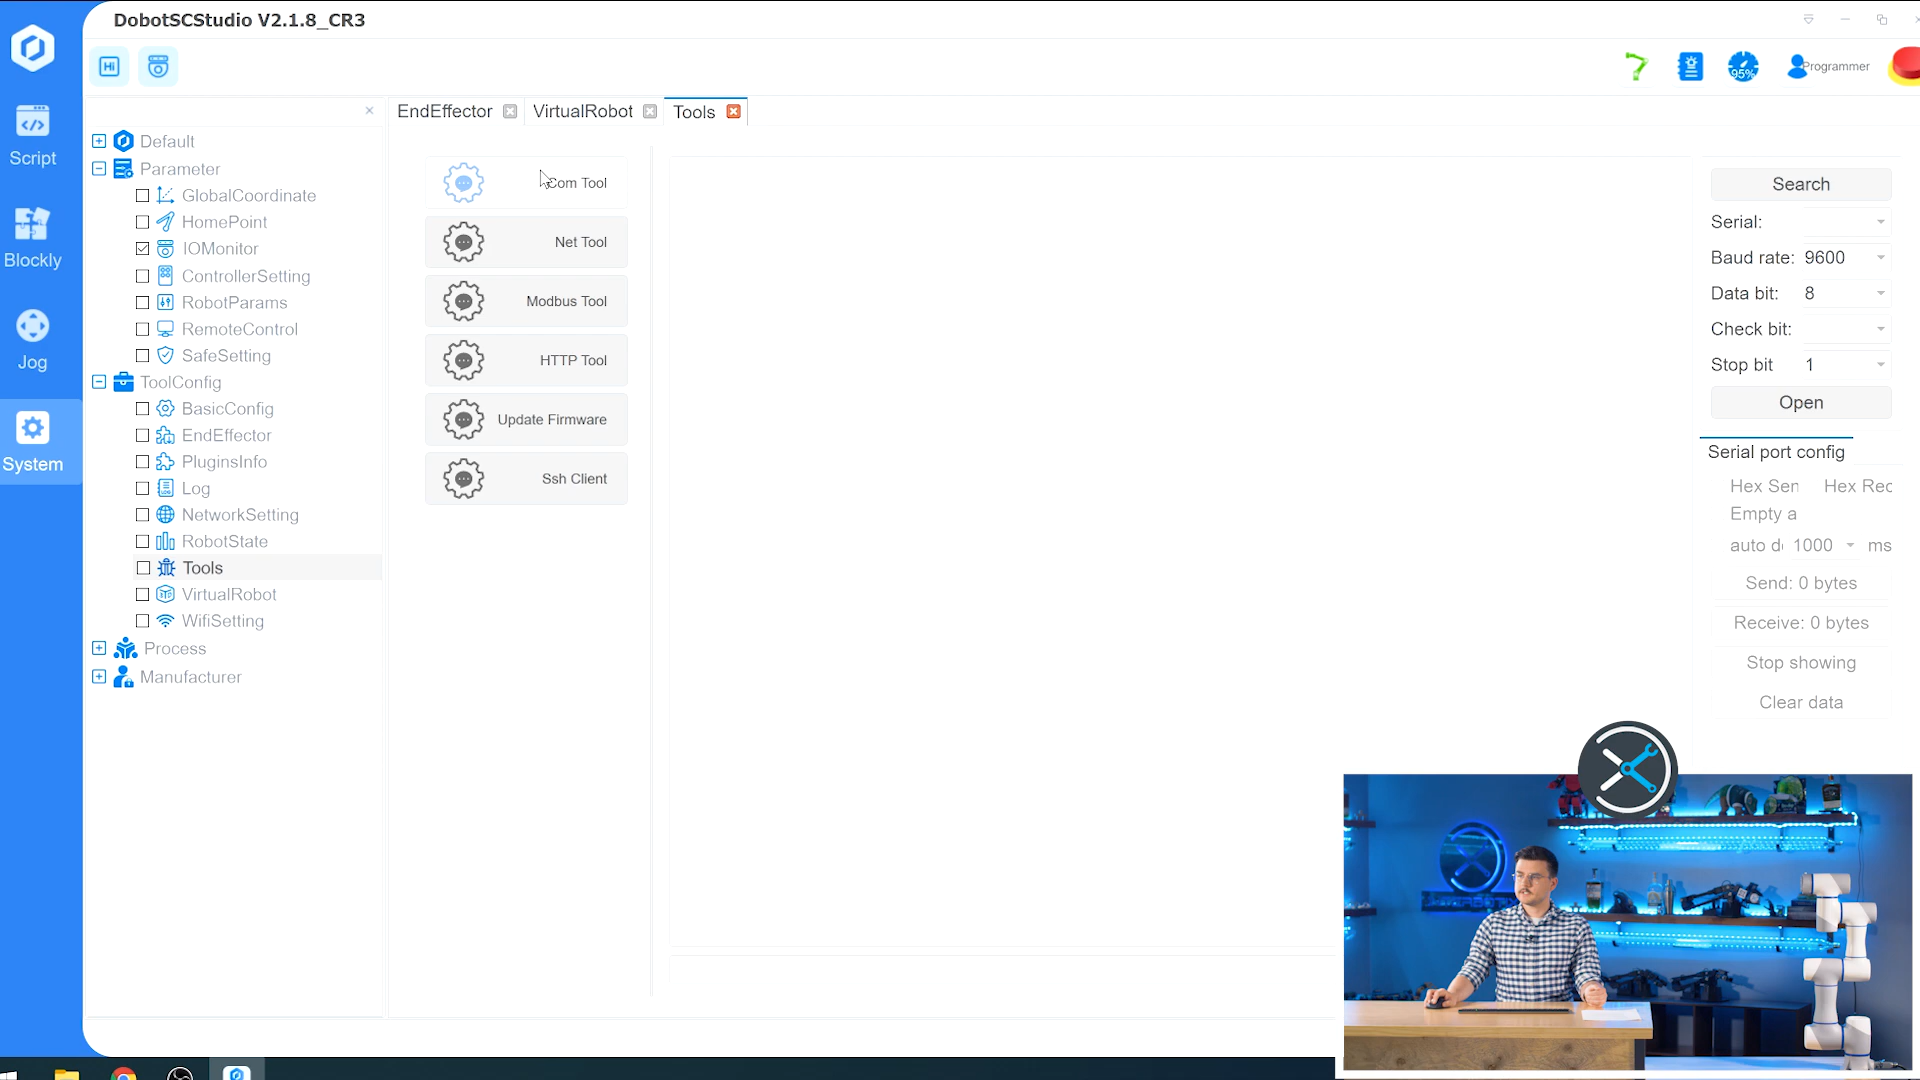 DobotSCStudio V2.1.8_CR3
Hi
95%
Programmer
Script
Blockly
Jog
System
Default
Parameter
GlobalCoordinate
HomePoint
IOMonitor
ControllerSetting
RobotParams
RemoteControl
SafeSetting
ToolConfig
BasicConfig
EndEffector
PluginsInfo
Log
NetworkSetting
RobotState
Tools
VirtualRobot
WifiSetting
Process
Manufacturer
EndEffector
VirtualRobot
Tools
Com Tool
Net Tool
Modbus Tool
HTTP Tool
Update Firmware
Ssh Client
Search
Serial:
Baud rate: 9600
Data bit: 8
Check bit:
Stop bit 1
Open
Serial port config
Hex Sen Hex Rec
Empty a
auto d 1000 ms
Send: 0 bytes
Receive: 0 bytes
Stop showing
Clear data